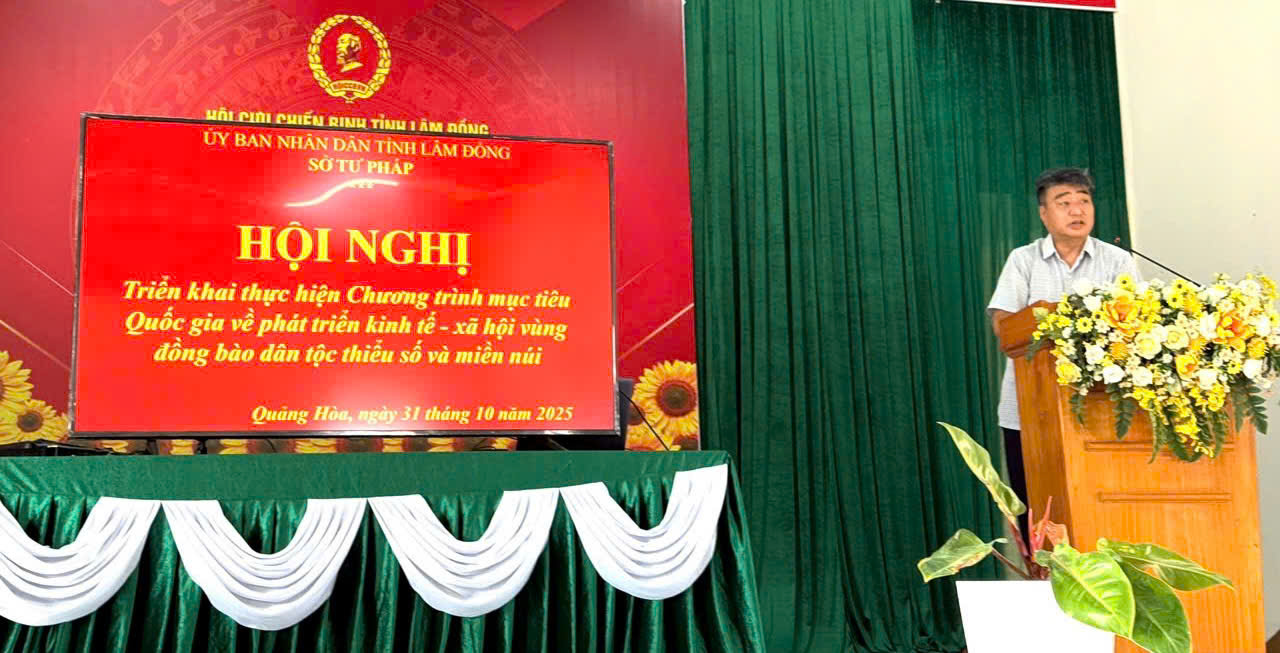 HỘI CỰU CHIẾN BINH TỈNH LÂM ĐỒNG
ỦY BAN NHÂN DÂN TỈNH LÂM ĐỒNG
SỞ TƯ PHÁP
***
HỘI NGHỊ
Triển khai thực hiện Chương trình mục tiêu
Quốc gia về phát triển kinh tế - xã hội vùng
đồng bào dân tộc thiểu số và miền núi
Quảng Hòa, ngày 31 tháng 10 năm 2025